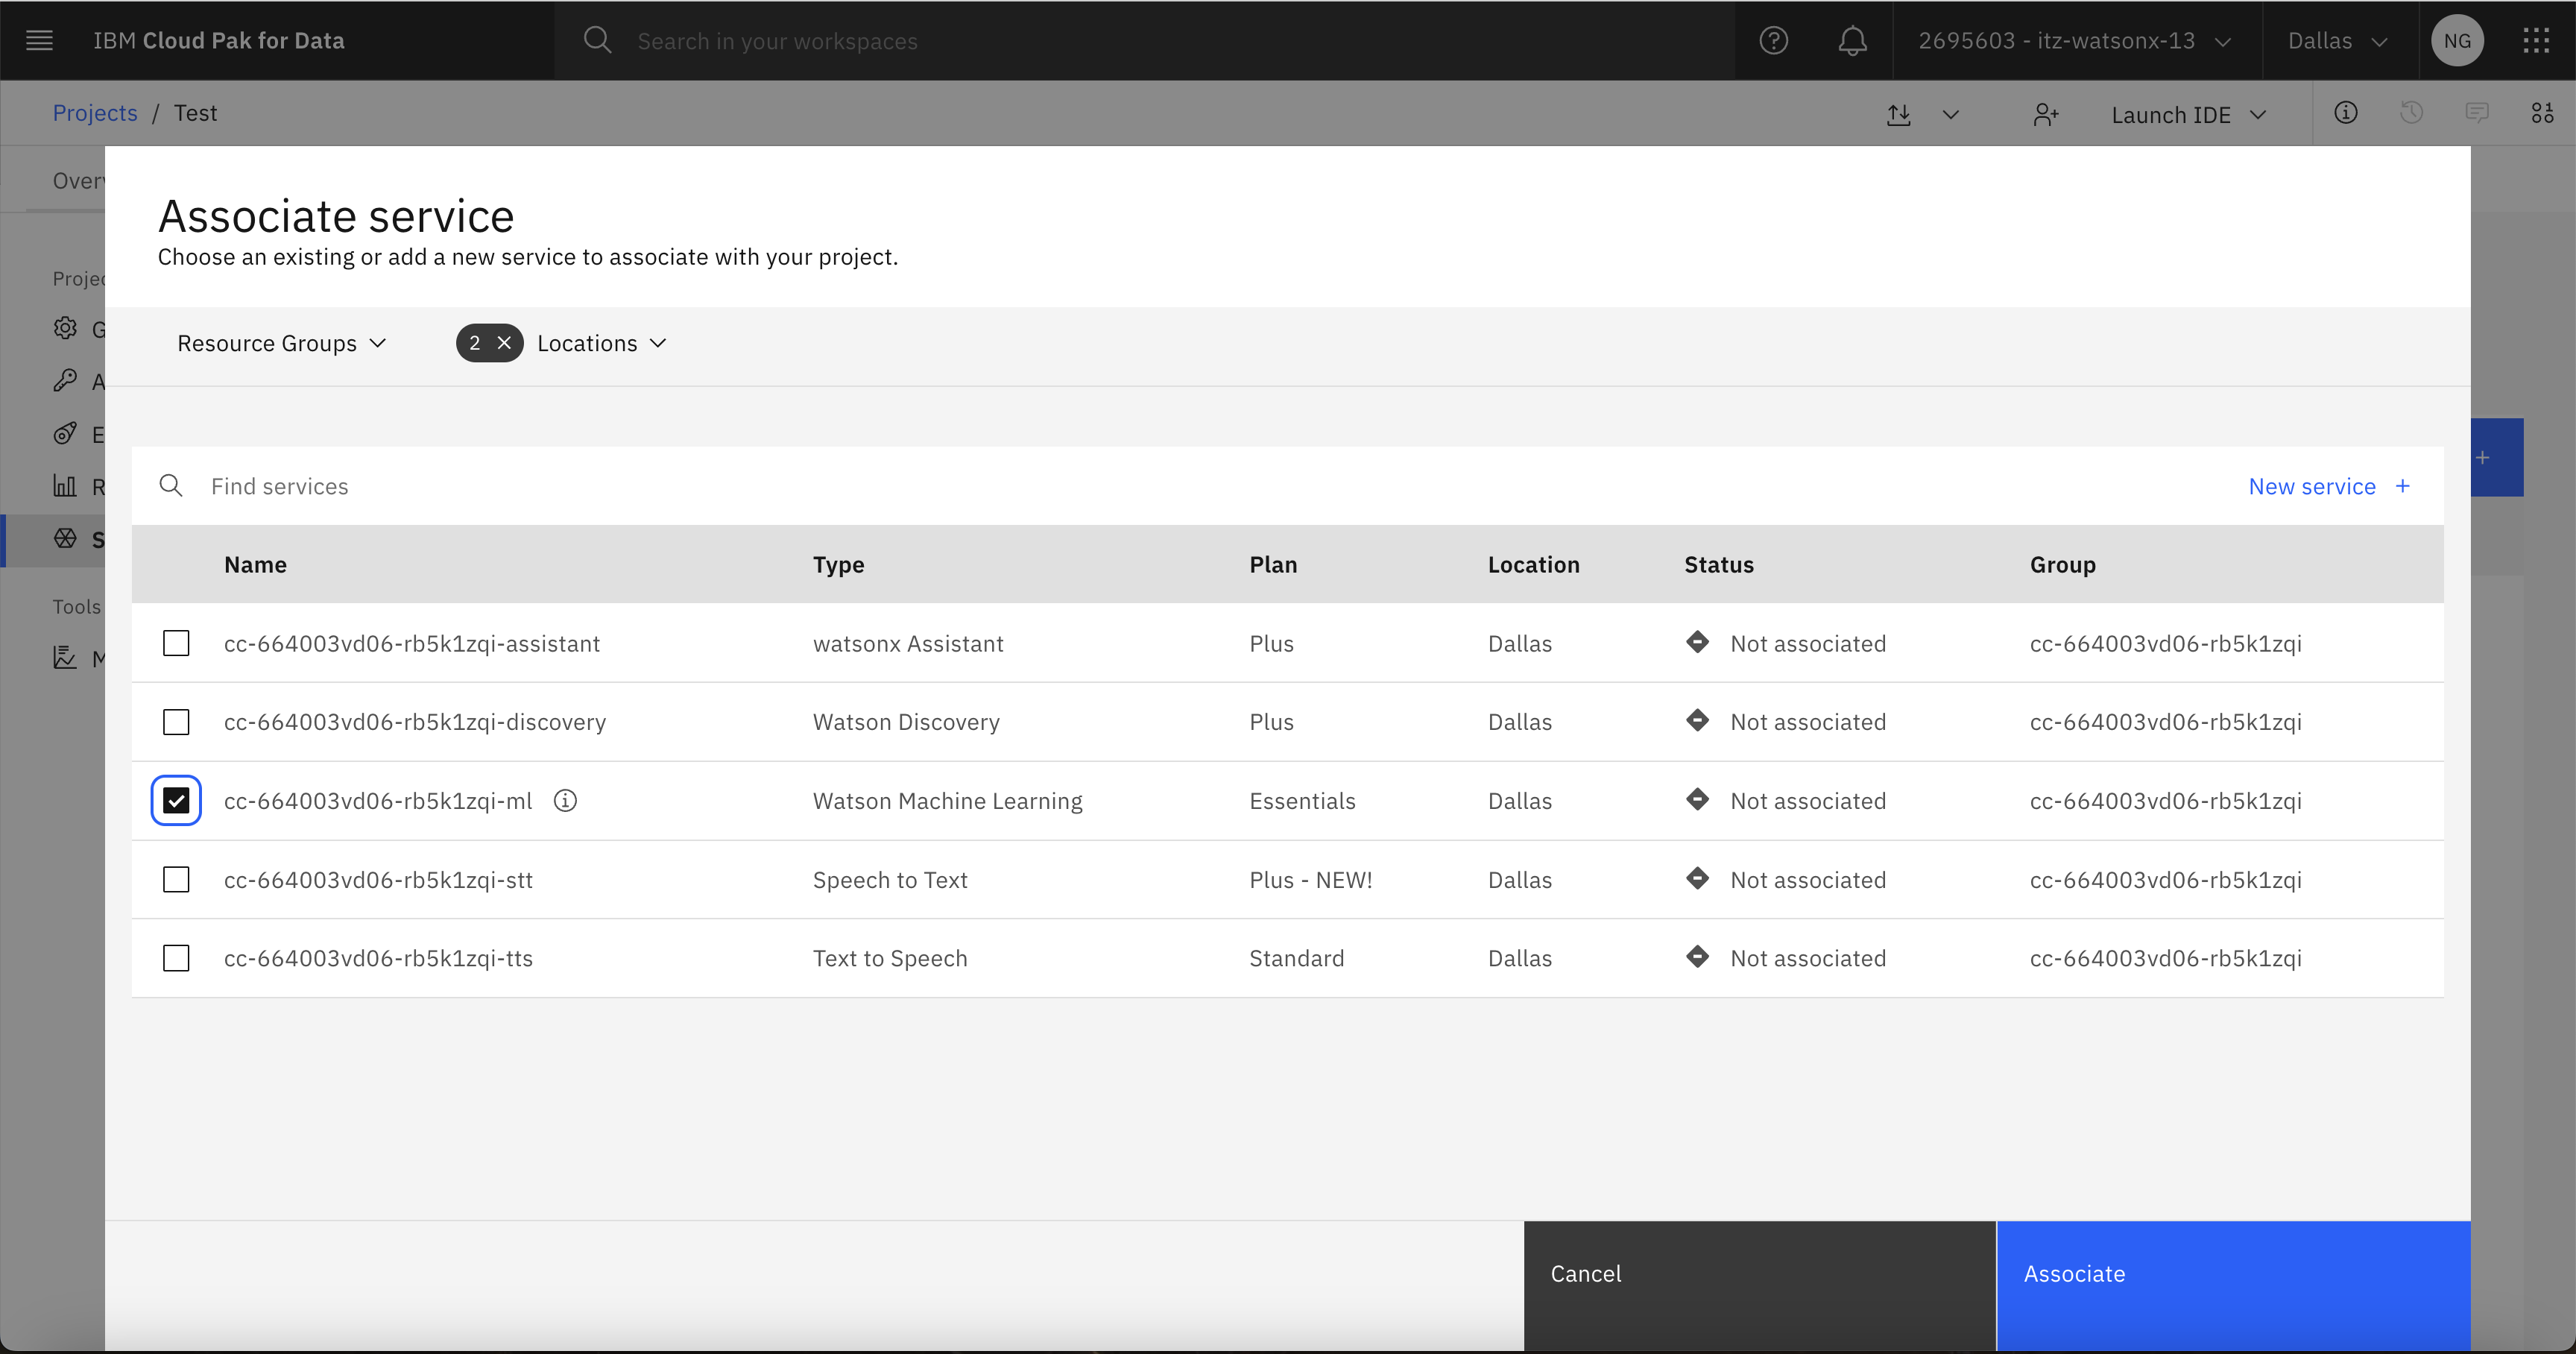 IBM Cloud Pak for Data
Search in your workspaces
2695603 - itz-watsonx-13
Dallas
NG
Projects / Test
Launch IDE
Associate service
Choose an existing or add a new service to associate with your project.
Resource Groups
2
Locations
Find services
New service +
Name Type Plan Location Status Group
cc-664003vd06-rb5k1zqi-assistant watsonx Assistant Plus Dallas Not associated cc-664003vd06-rb5k1zqi
cc-664003vd06-rb5k1zqi-discovery Watson Discovery Plus Dallas Not associated cc-664003vd06-rb5k1zqi
cc-664003vd06-rb5k1zqi-ml Watson Machine Learning Essentials Dallas Not associated cc-664003vd06-rb5k1zqi
cc-664003vd06-rb5k1zqi-stt Speech to Text Plus - NEW! Dallas Not associated cc-664003vd06-rb5k1zqi
cc-664003vd06-rb5k1zqi-tts Text to Speech Standard Dallas Not associated cc-664003vd06-rb5k1zqi
Tools
Cancel
Associate